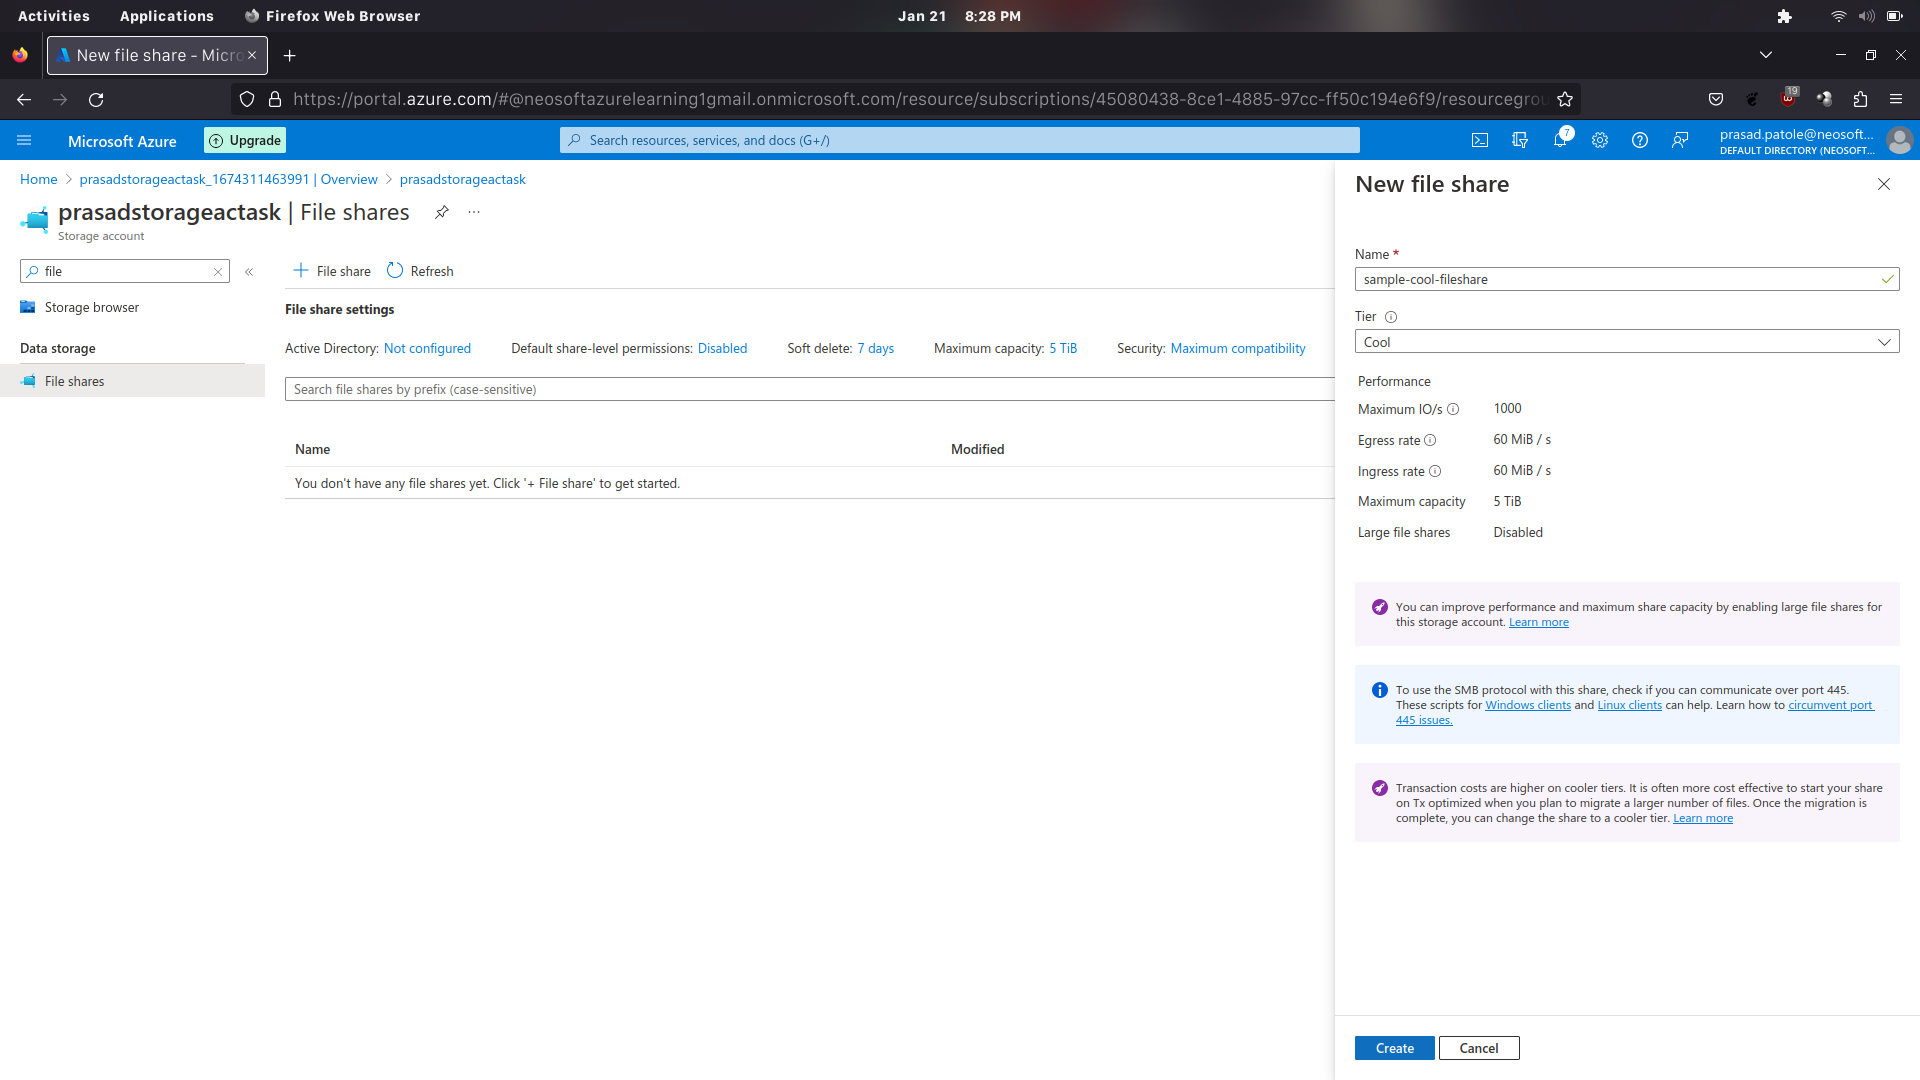 Activities
Applications
Firefox Web Browser
Jan 21 8:28 PM
New file share - Micro
https://portal.azure.com/#@neosoftazurelearning1gmail.onmicrosoft.com/resource/subscriptions/45080438-8ce1-4885-97cc-ff50c194e6f9/resourcegrou
19
Microsoft Azure
Upgrade
Search resources, services, and docs (G+/)
7
prasad.patole@neosoft...
DEFAULT DIRECTORY (NEOSOFT...
Home > prasadstorageactask_1674311463991 | Overview > prasadstorageactask
prasadstorageactask | File shares
...
Storage account
file
Storage browser
Data storage
File shares
File share
Refresh
File share settings
Active Directory: Not configured
Default share-level permissions: Disabled
Soft delete: 7 days
Maximum capacity: 5 TiB
Security: Maximum compatibility
Search file shares by prefix (case-sensitive)
Name
Modified
You don't have any file shares yet. Click '+ File share' to get started.
New file share
Name *
sample-cool-fileshare
Tier
Cool
Performance
Maximum IO/s 1000
Egress rate 60 MiB / s
Ingress rate 60 MiB / s
Maximum capacity 5 TiB
Large file shares Disabled
You can improve performance and maximum share capacity by enabling large file shares for
this storage account. Learn more
To use the SMB protocol with this share, check if you can communicate over port 445.
These scripts for Windows clients and Linux clients can help. Learn how to circumvent port
445 issues.
Transaction costs are higher on cooler tiers. It is often more cost effective to start your share
on Tx optimized when you plan to migrate a larger number of files. Once the migration is
complete, you can change the share to a cooler tier. Learn more
Create
Cancel